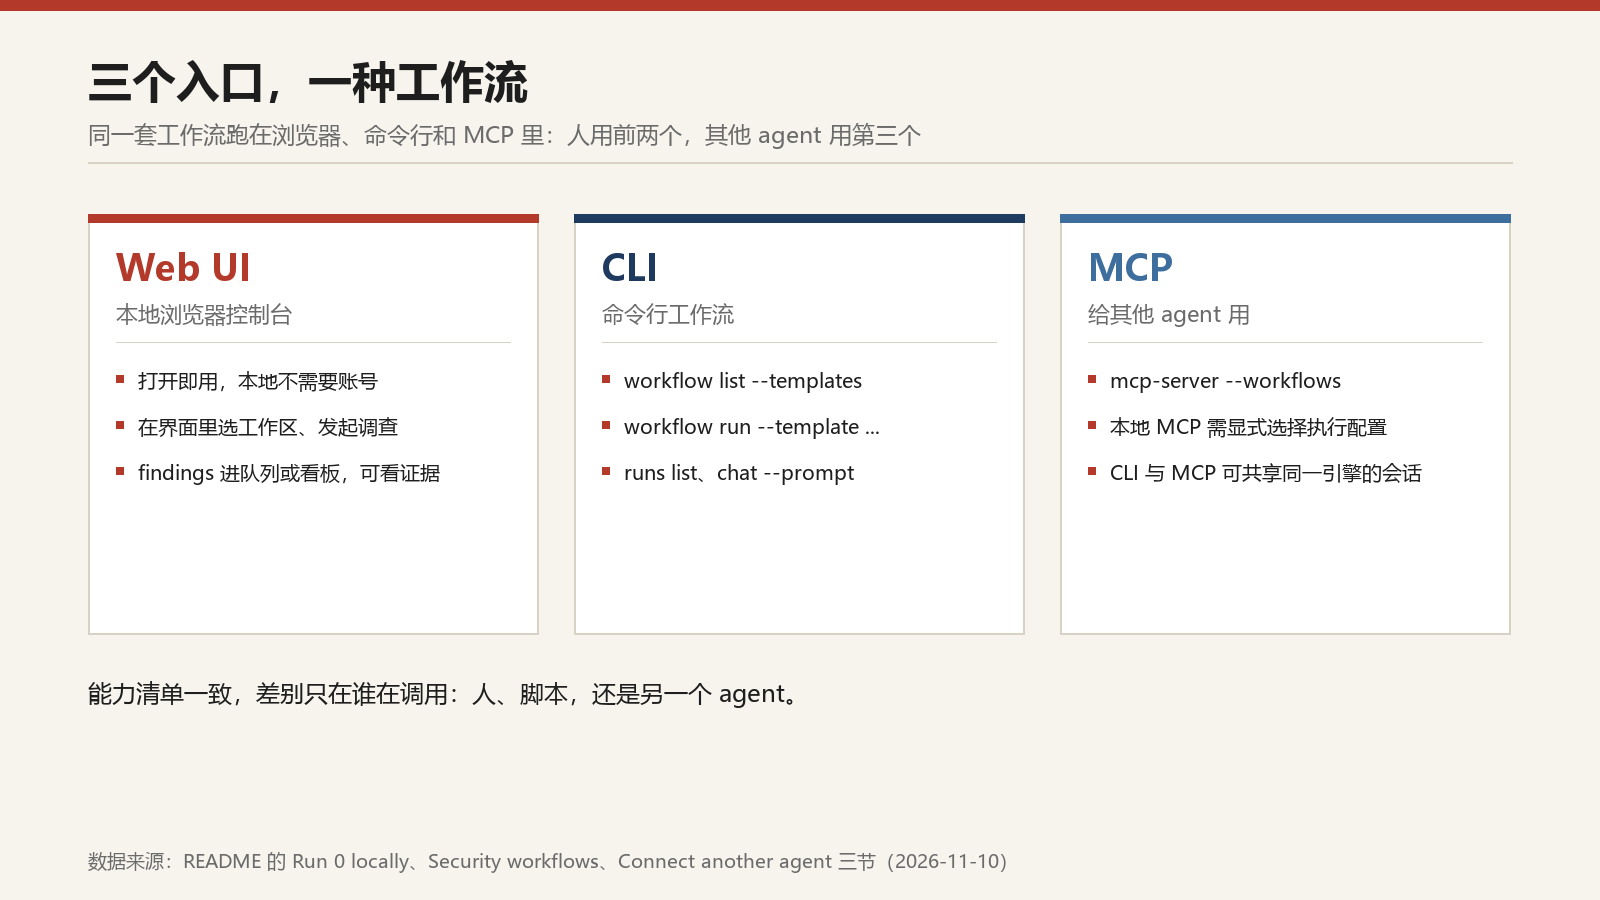 三个入口，一种工作流
同一套工作流跑在浏览器、命令行和 MCP 里：人用前两个，其他 agent 用第三个
Web UI
本地浏览器控制台
打开即用，本地不需要账号
在界面里选工作区、发起调查
findings 进队列或看板，可看证据
CLI
命令行工作流
workflow list --templates
workflow run --template ...
runs list、chat --prompt
MCP
给其他 agent 用
mcp-server --workflows
本地 MCP 需显式选择执行配置
CLI 与 MCP 可共享同一引擎的会话
能力清单一致，差别只在谁在调用：人、脚本，还是另一个 agent。
数据来源：README 的 Run 0 locally、Security workflows、Connect another agent 三节（2026-11-10）